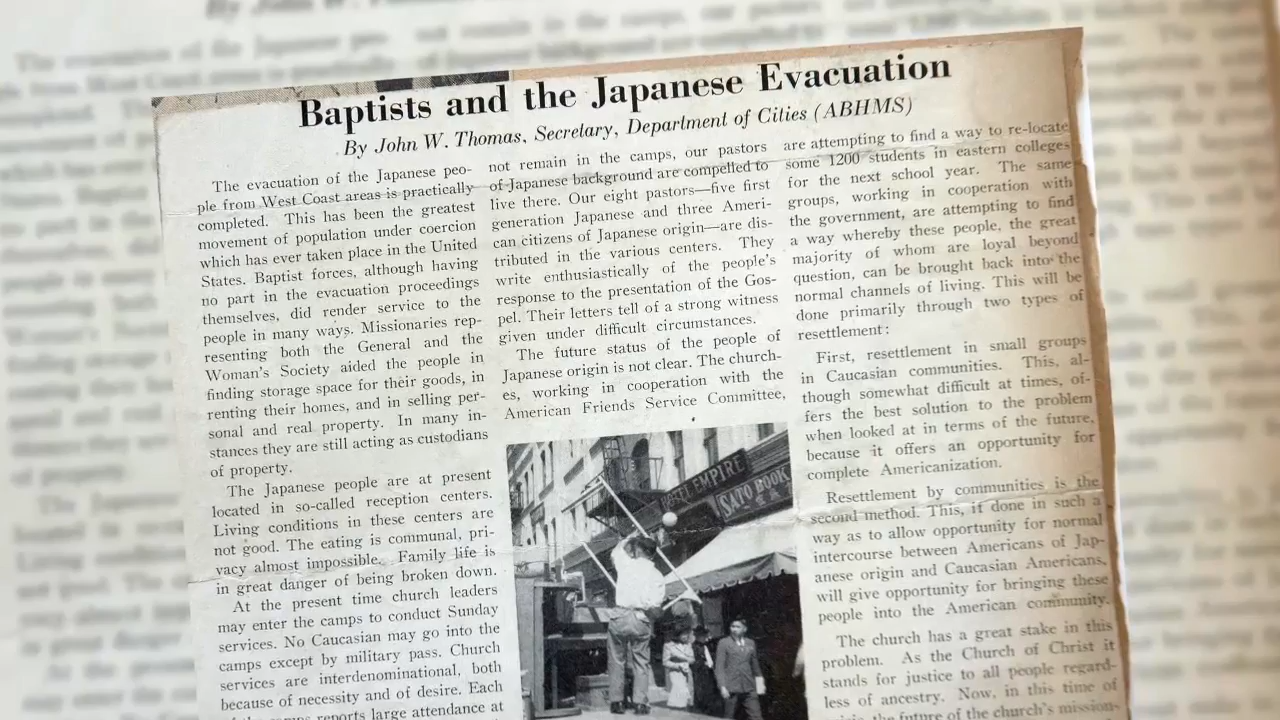 Baptists and the Japanese Evacuation
By John W. Thomas, Secretary, Department of Cities (ABHMS)
The evacuation of the Japanese peo-
ple from West Coast areas is practically
completed. This has been the greatest
movement of population under coercion
which has ever taken place in the United
States. Baptist forces, although having
no part in the evacuation proceedings
themselves, did render service to the
people in many ways. Missionaries rep-
resenting both the General and the
Woman's Society aided the people in
finding storage space for their goods, in
renting their homes, and in selling per-
sonal and real property. In many in-
stances they are still acting as custodians
of property.
The Japanese people are at present
located in so-called reception centers.
Living conditions in these centers are
not good. The eating is communal, pri-
vacy almost impossible. Family life is
in great danger of being broken down.
At the present time church leaders
may enter the camps to conduct Sunday
services. No Caucasian may go into the
camps except by military pass. Church
services are interdenominational, both
because of necessity and of desire. Each
of the camps reports large attendance at
not remain in the camps, our pastors
of Japanese background are compelled to
live there. Our eight pastors—five first
generation Japanese and three Ameri-
can citizens of Japanese origin—are dis-
tributed in the various centers. They
write enthusiastically of the people's
response to the presentation of the Gos-
pel. Their letters tell of a strong witness
given under difficult circumstances.
The future status of the people of
Japanese origin is not clear. The church-
es, working in cooperation with the
American Friends Service Committee,
EMPIRE
SATO BOOK
are attempting to find a way to re-locate
some 1200 students in eastern colleges
for the next school year. The same
groups, working in cooperation with
the government, are attempting to find
a way whereby these people, the great
majority of whom are loyal beyond
question, can be brought back into the
normal channels of living. This will be
done primarily through two types of
resettlement:
First, resettlement in small groups
in Caucasian communities. This, al-
though somewhat difficult at times, of-
fers the best solution to the problem
when looked at in terms of the future,
because it offers an opportunity for
complete Americanization.
Resettlement by communities is the
second method. This, if done in such a
way as to allow opportunity for normal
intercourse between Americans of Jap-
anese origin and Caucasian Americans,
will give opportunity for bringing these
people into the American community.
The church has a great stake in this
problem. As the Church of Christ it
stands for justice to all people regard-
less of ancestry. Now, in this time of
the future of the church's mission-